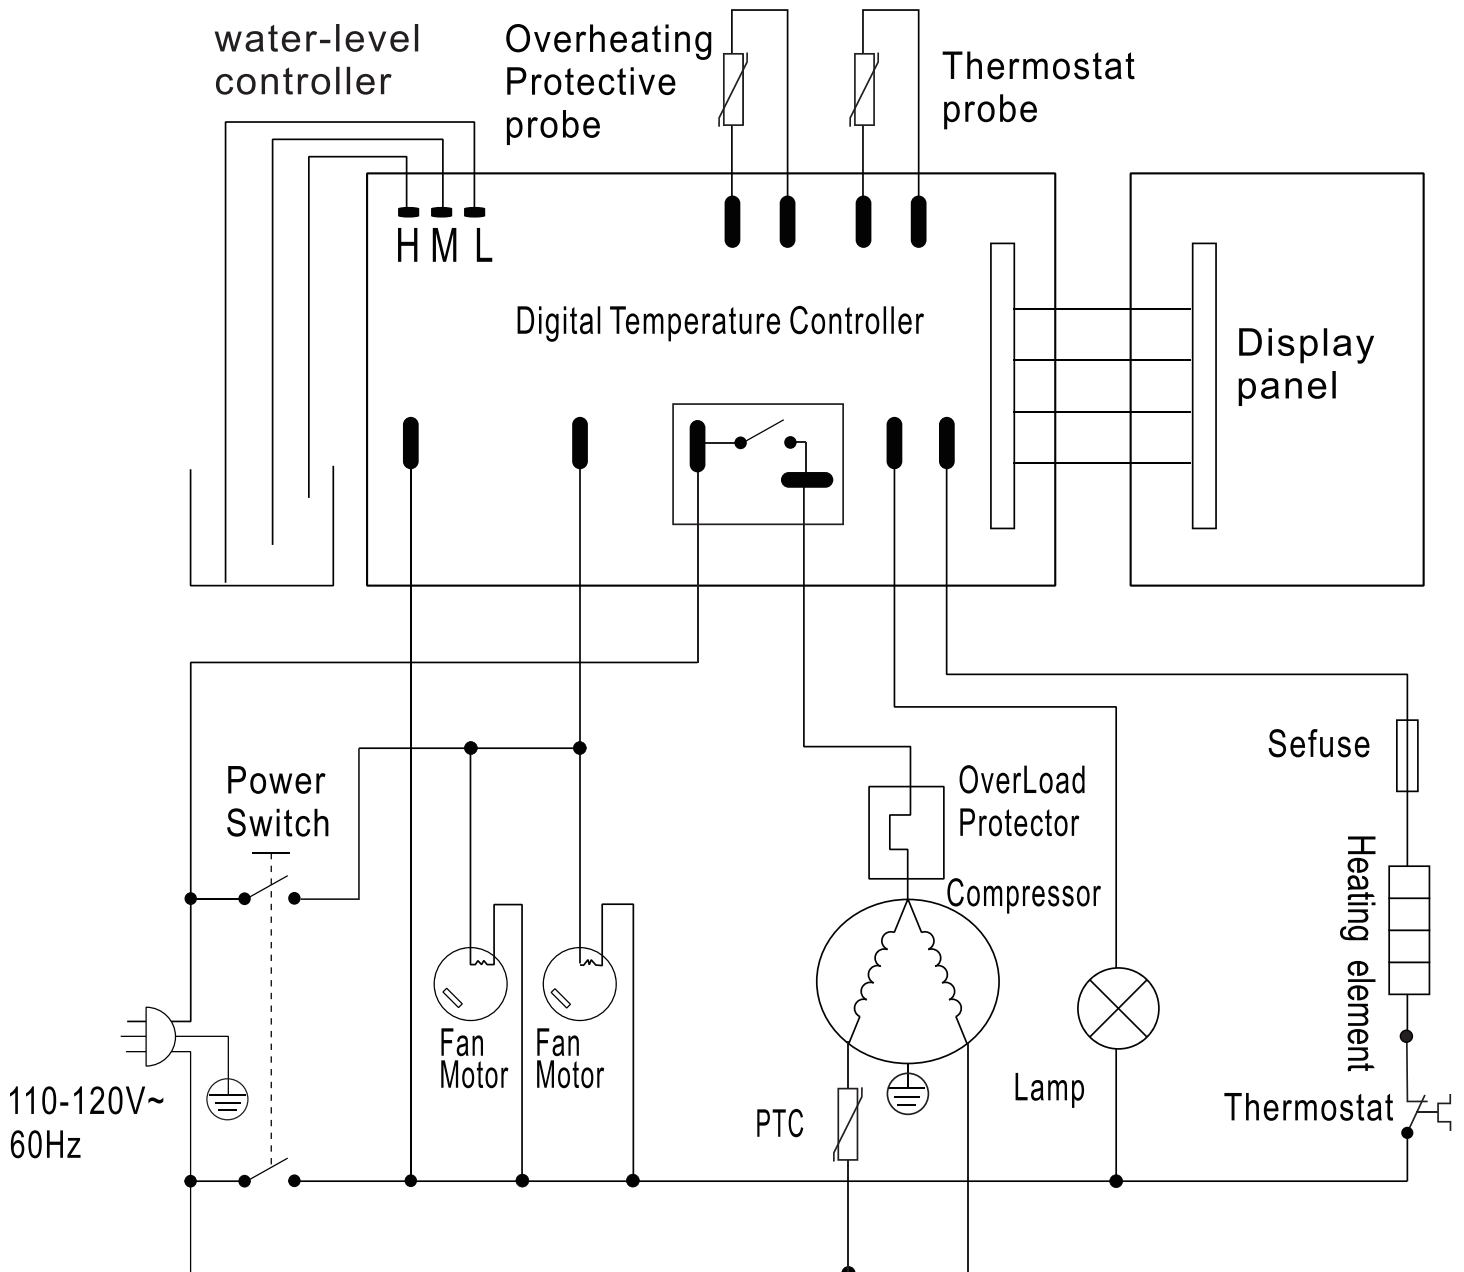 water-level
controller
Overheating
Protective
probe
Thermostat
probe
H M L
Digital Temperature Controller
Display
panel
Sefuse
Power
Switch
OverLoad
Protector
Compressor
Heating element
Fan
Motor
Fan
Motor
110-120V~
60Hz
PTC
Lamp
Thermostat